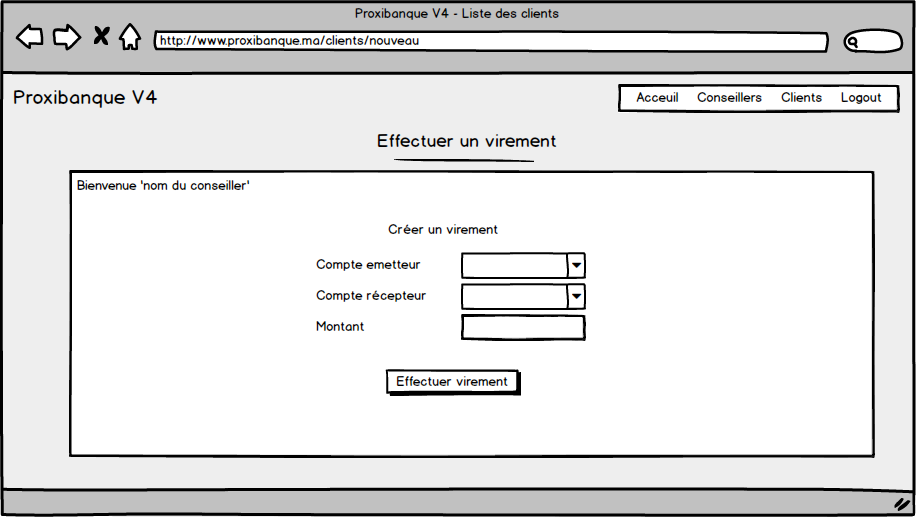 Proxibanque V4 - Liste des clients
http://www.proxibanque.ma/clients/nouveau
Proxibanque V4
Acceuil Conseillers Clients Logout
Effectuer un virement
Bienvenue 'nom du conseiller'
Créer un virement
Compte emetteur
Compte récepteur
Montant
Effectuer virement